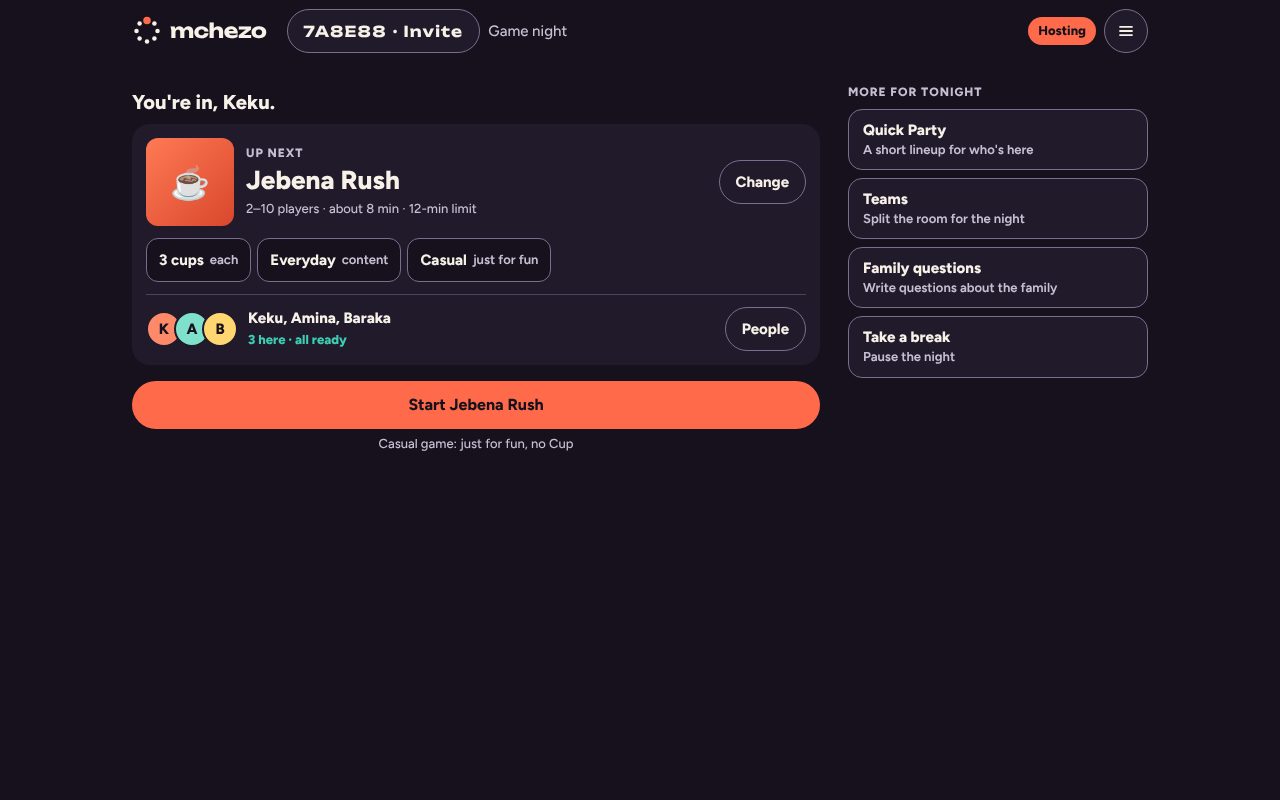 mchezo
7A8E88 · Invite
Game night
Hosting
You're in, Keku.
UP NEXT
Jebena Rush
2–10 players · about 8 min · 12-min limit
Change
3 cups each
Everyday content
Casual just for fun
K A B
Keku, Amina, Baraka
3 here · all ready
People
Start Jebena Rush
Casual game: just for fun, no Cup
MORE FOR TONIGHT
Quick Party
A short lineup for who's here
Teams
Split the room for the night
Family questions
Write questions about the family
Take a break
Pause the night